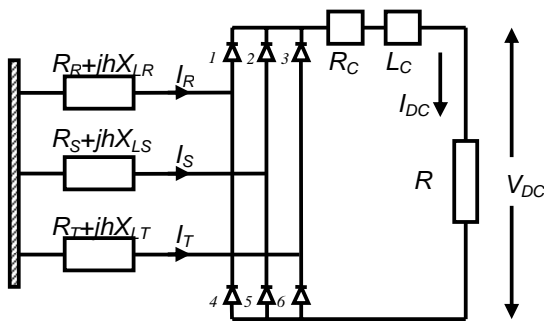 R_R+jhX_LR
I_R
1 2 3
R_C L_C
I_DC
R_S+jhX_LS
I_S
R V_DC
R_T+jhX_LT
I_T
4 5 6